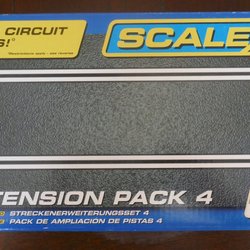 CIRCUIT
SCALE
TENSION PACK 4
STRECKENERWEITERUNGSSET 4
PACK DE AMPLIACIÓN DE PISTAS 4